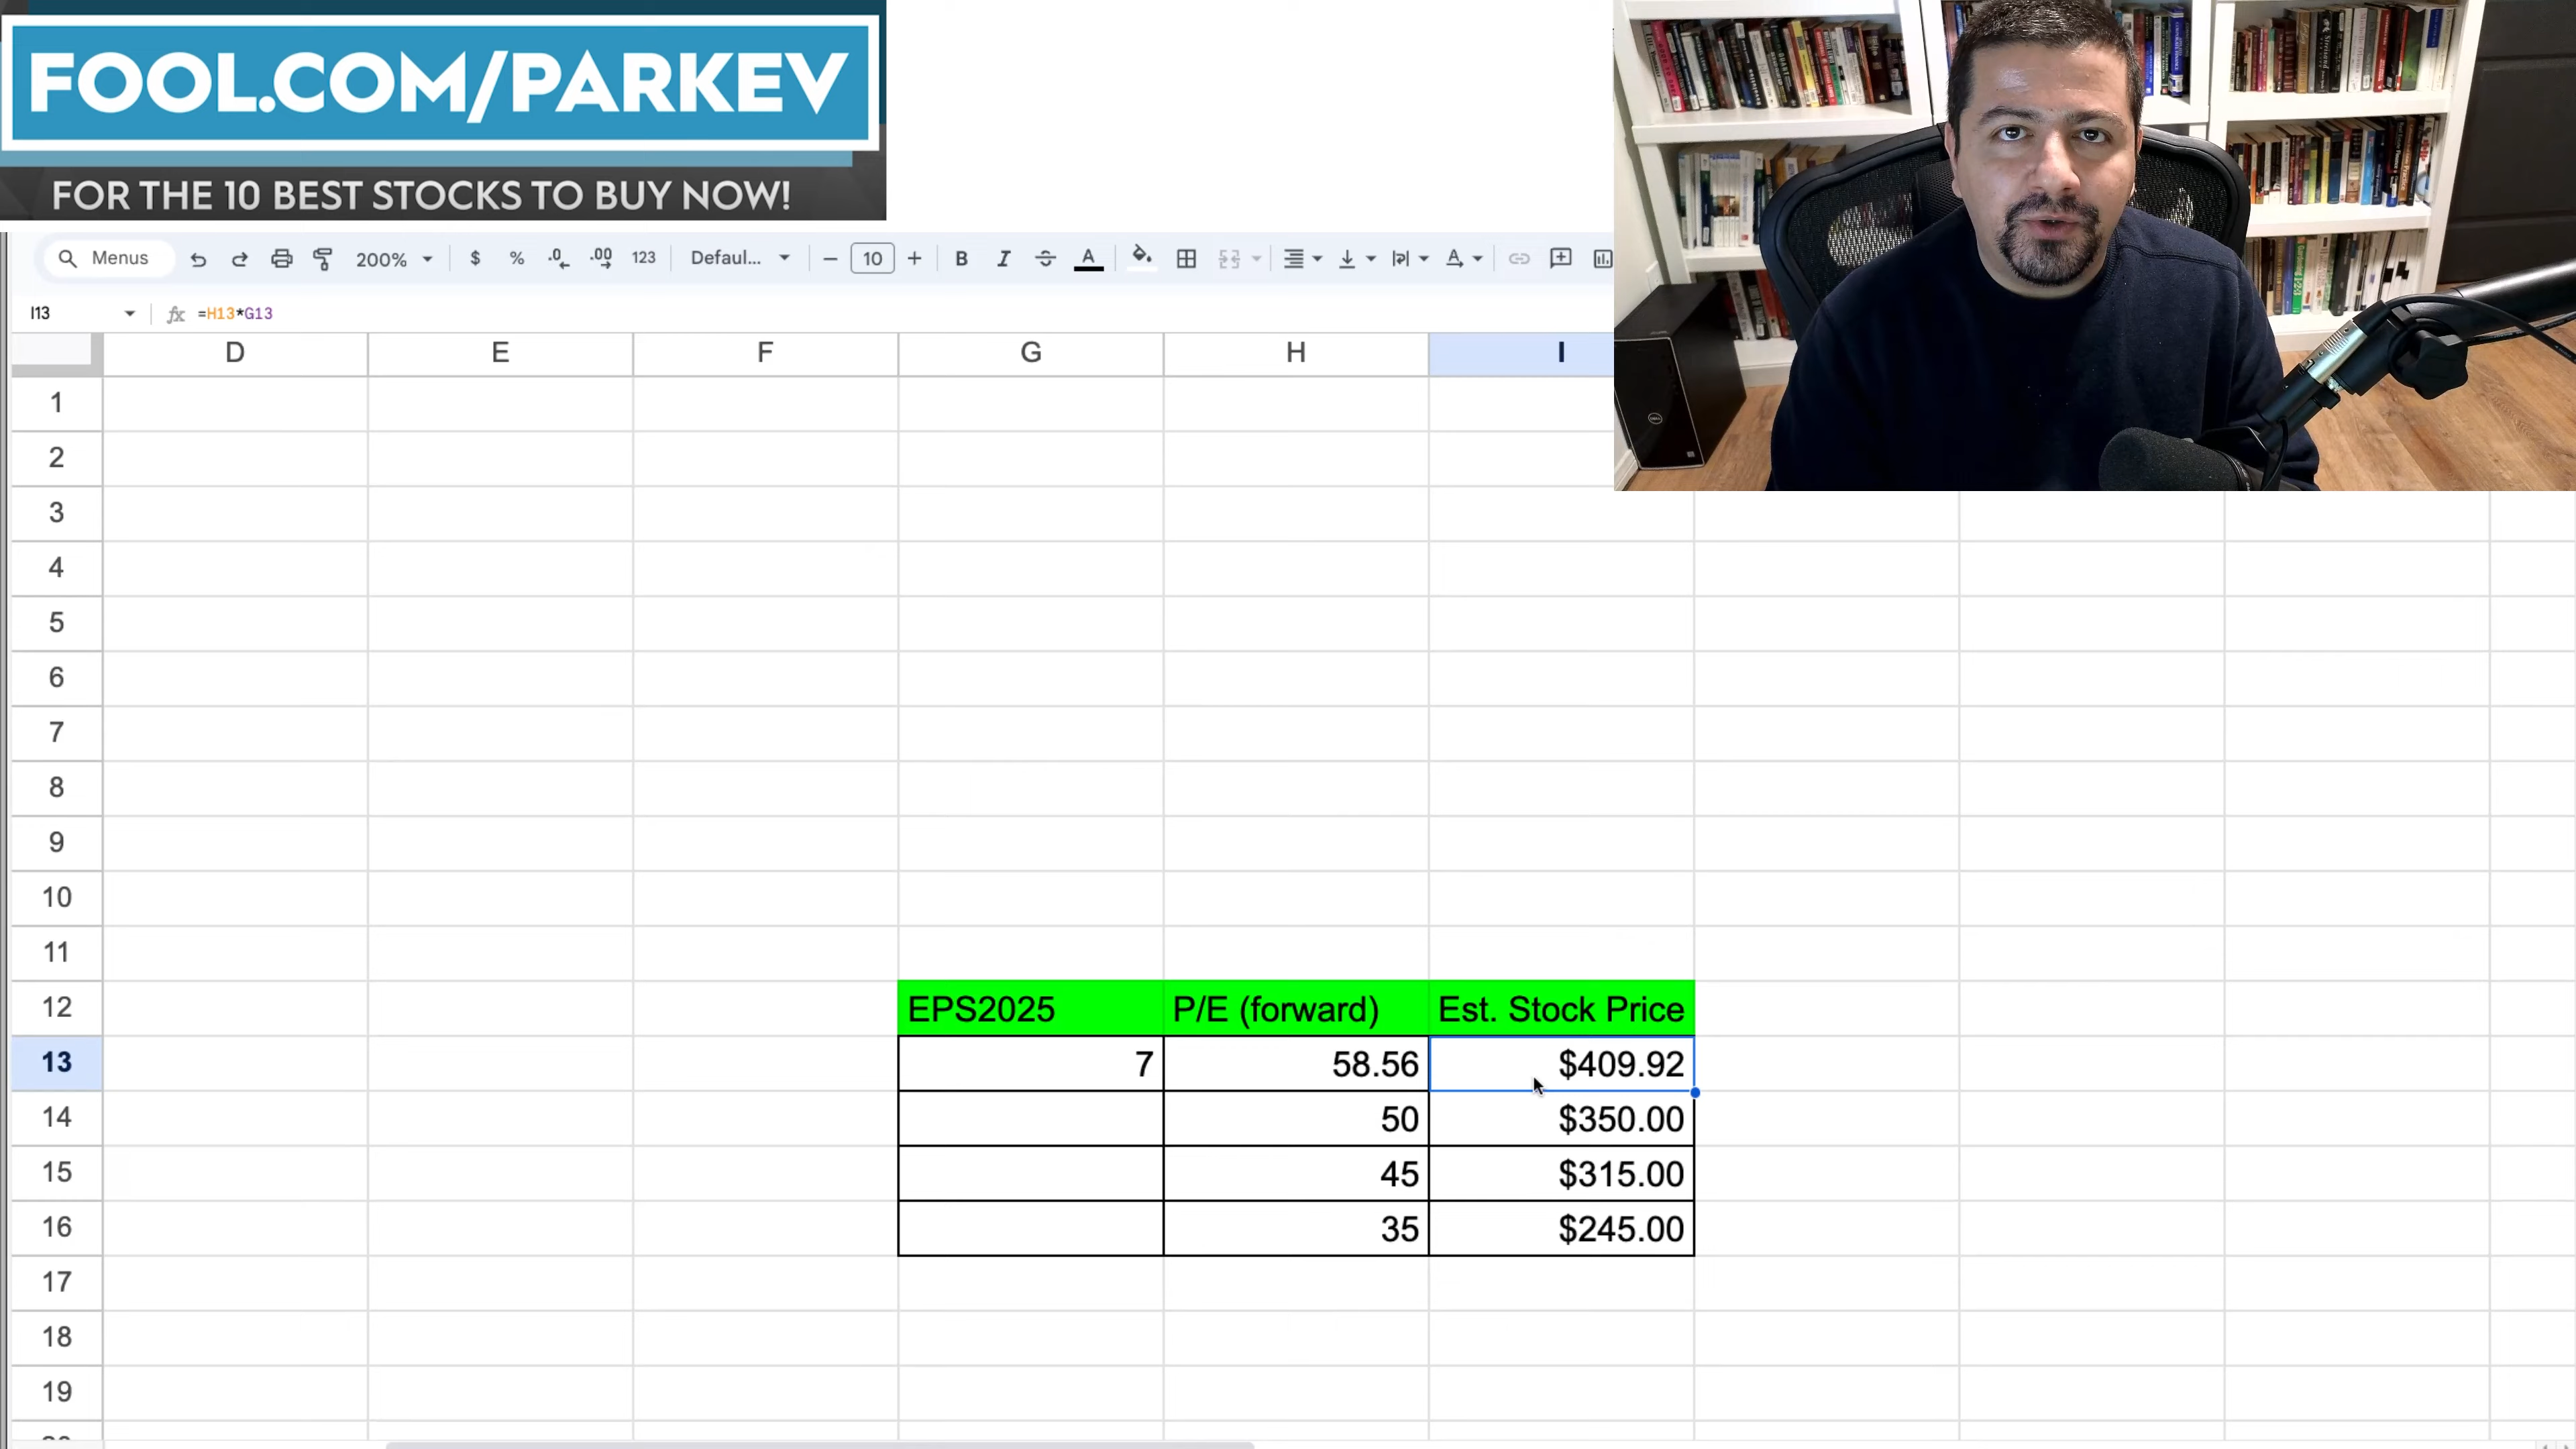 FOOL.COM/PARKEV
FOR THE 10 BEST STOCKS TO BUY NOW!
Menus 200% $ % .0 .00 123 Defaul... − 10 + B I S A
I13 fx =H13*G13
D E F G H I
1
2
3
4
5
6
7
8
9
10
11
12 EPS2025 P/E (forward) Est. Stock Price
13 7 58.56 $409.92
14 50 $350.00
15 45 $315.00
16 35 $245.00
17
18
19